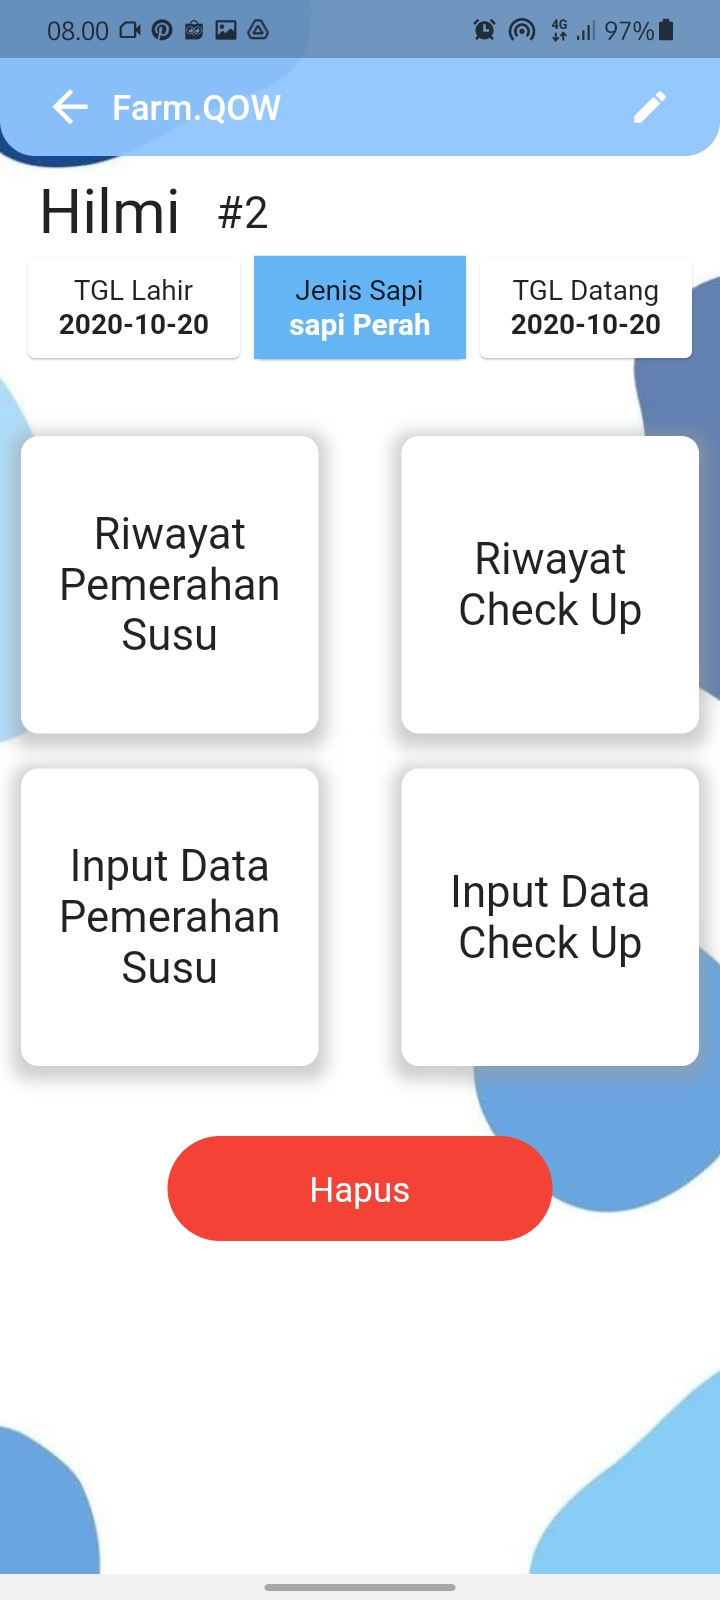 08.00 4G 97%
Farm.QOW
Hilmi #2
TGL Lahir
2020-10-20
Jenis Sapi
sapi Perah
TGL Datang
2020-10-20
Riwayat
Pemerahan
Susu
Riwayat
Check Up
Input Data
Pemerahan
Susu
Input Data
Check Up
Hapus